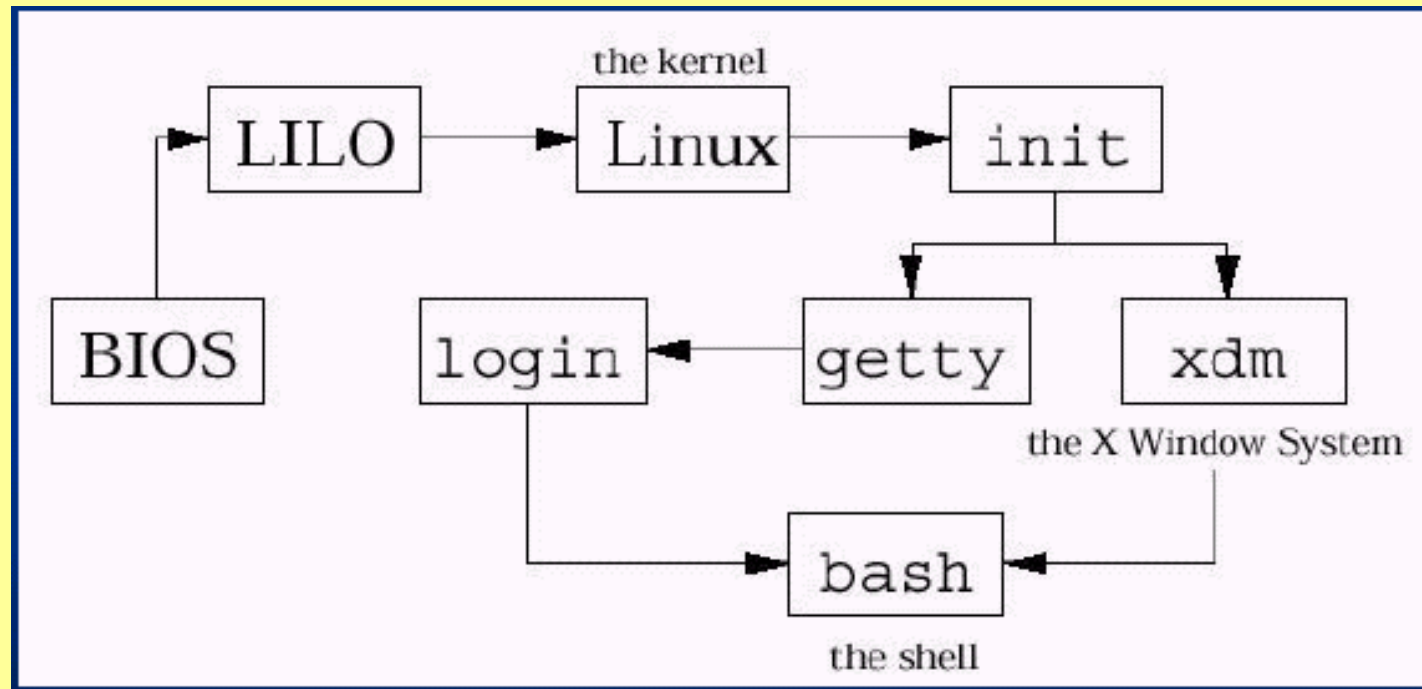 the kernel
LILO
Linux
init
BIOS
login
getty
xdm
the X Window System
bash
the shell